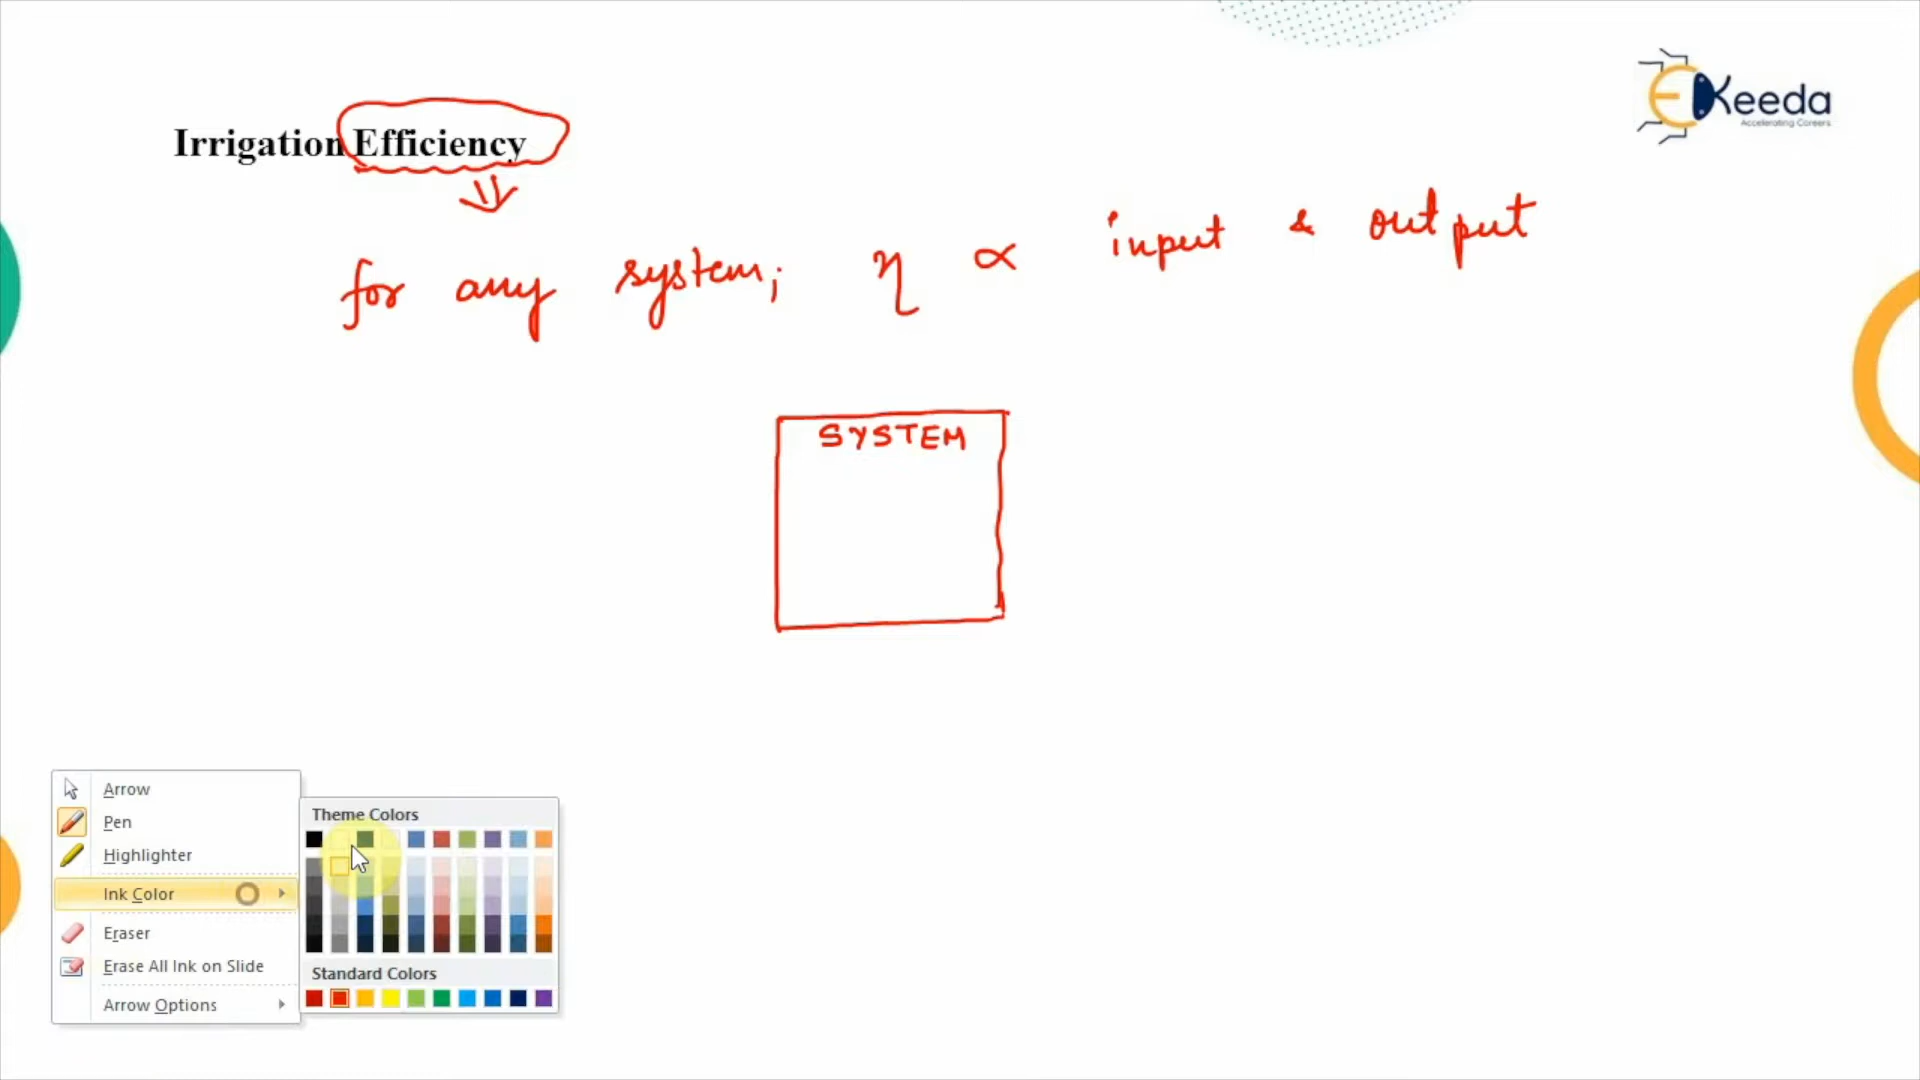 EKeeda
Accelerating Careers
Irrigation Efficiency
for any system; η ∝ input & output
SYSTEM
Arrow
Pen
Highlighter
Ink Color
Eraser
Erase All Ink on Slide
Arrow Options
Theme Colors
Standard Colors